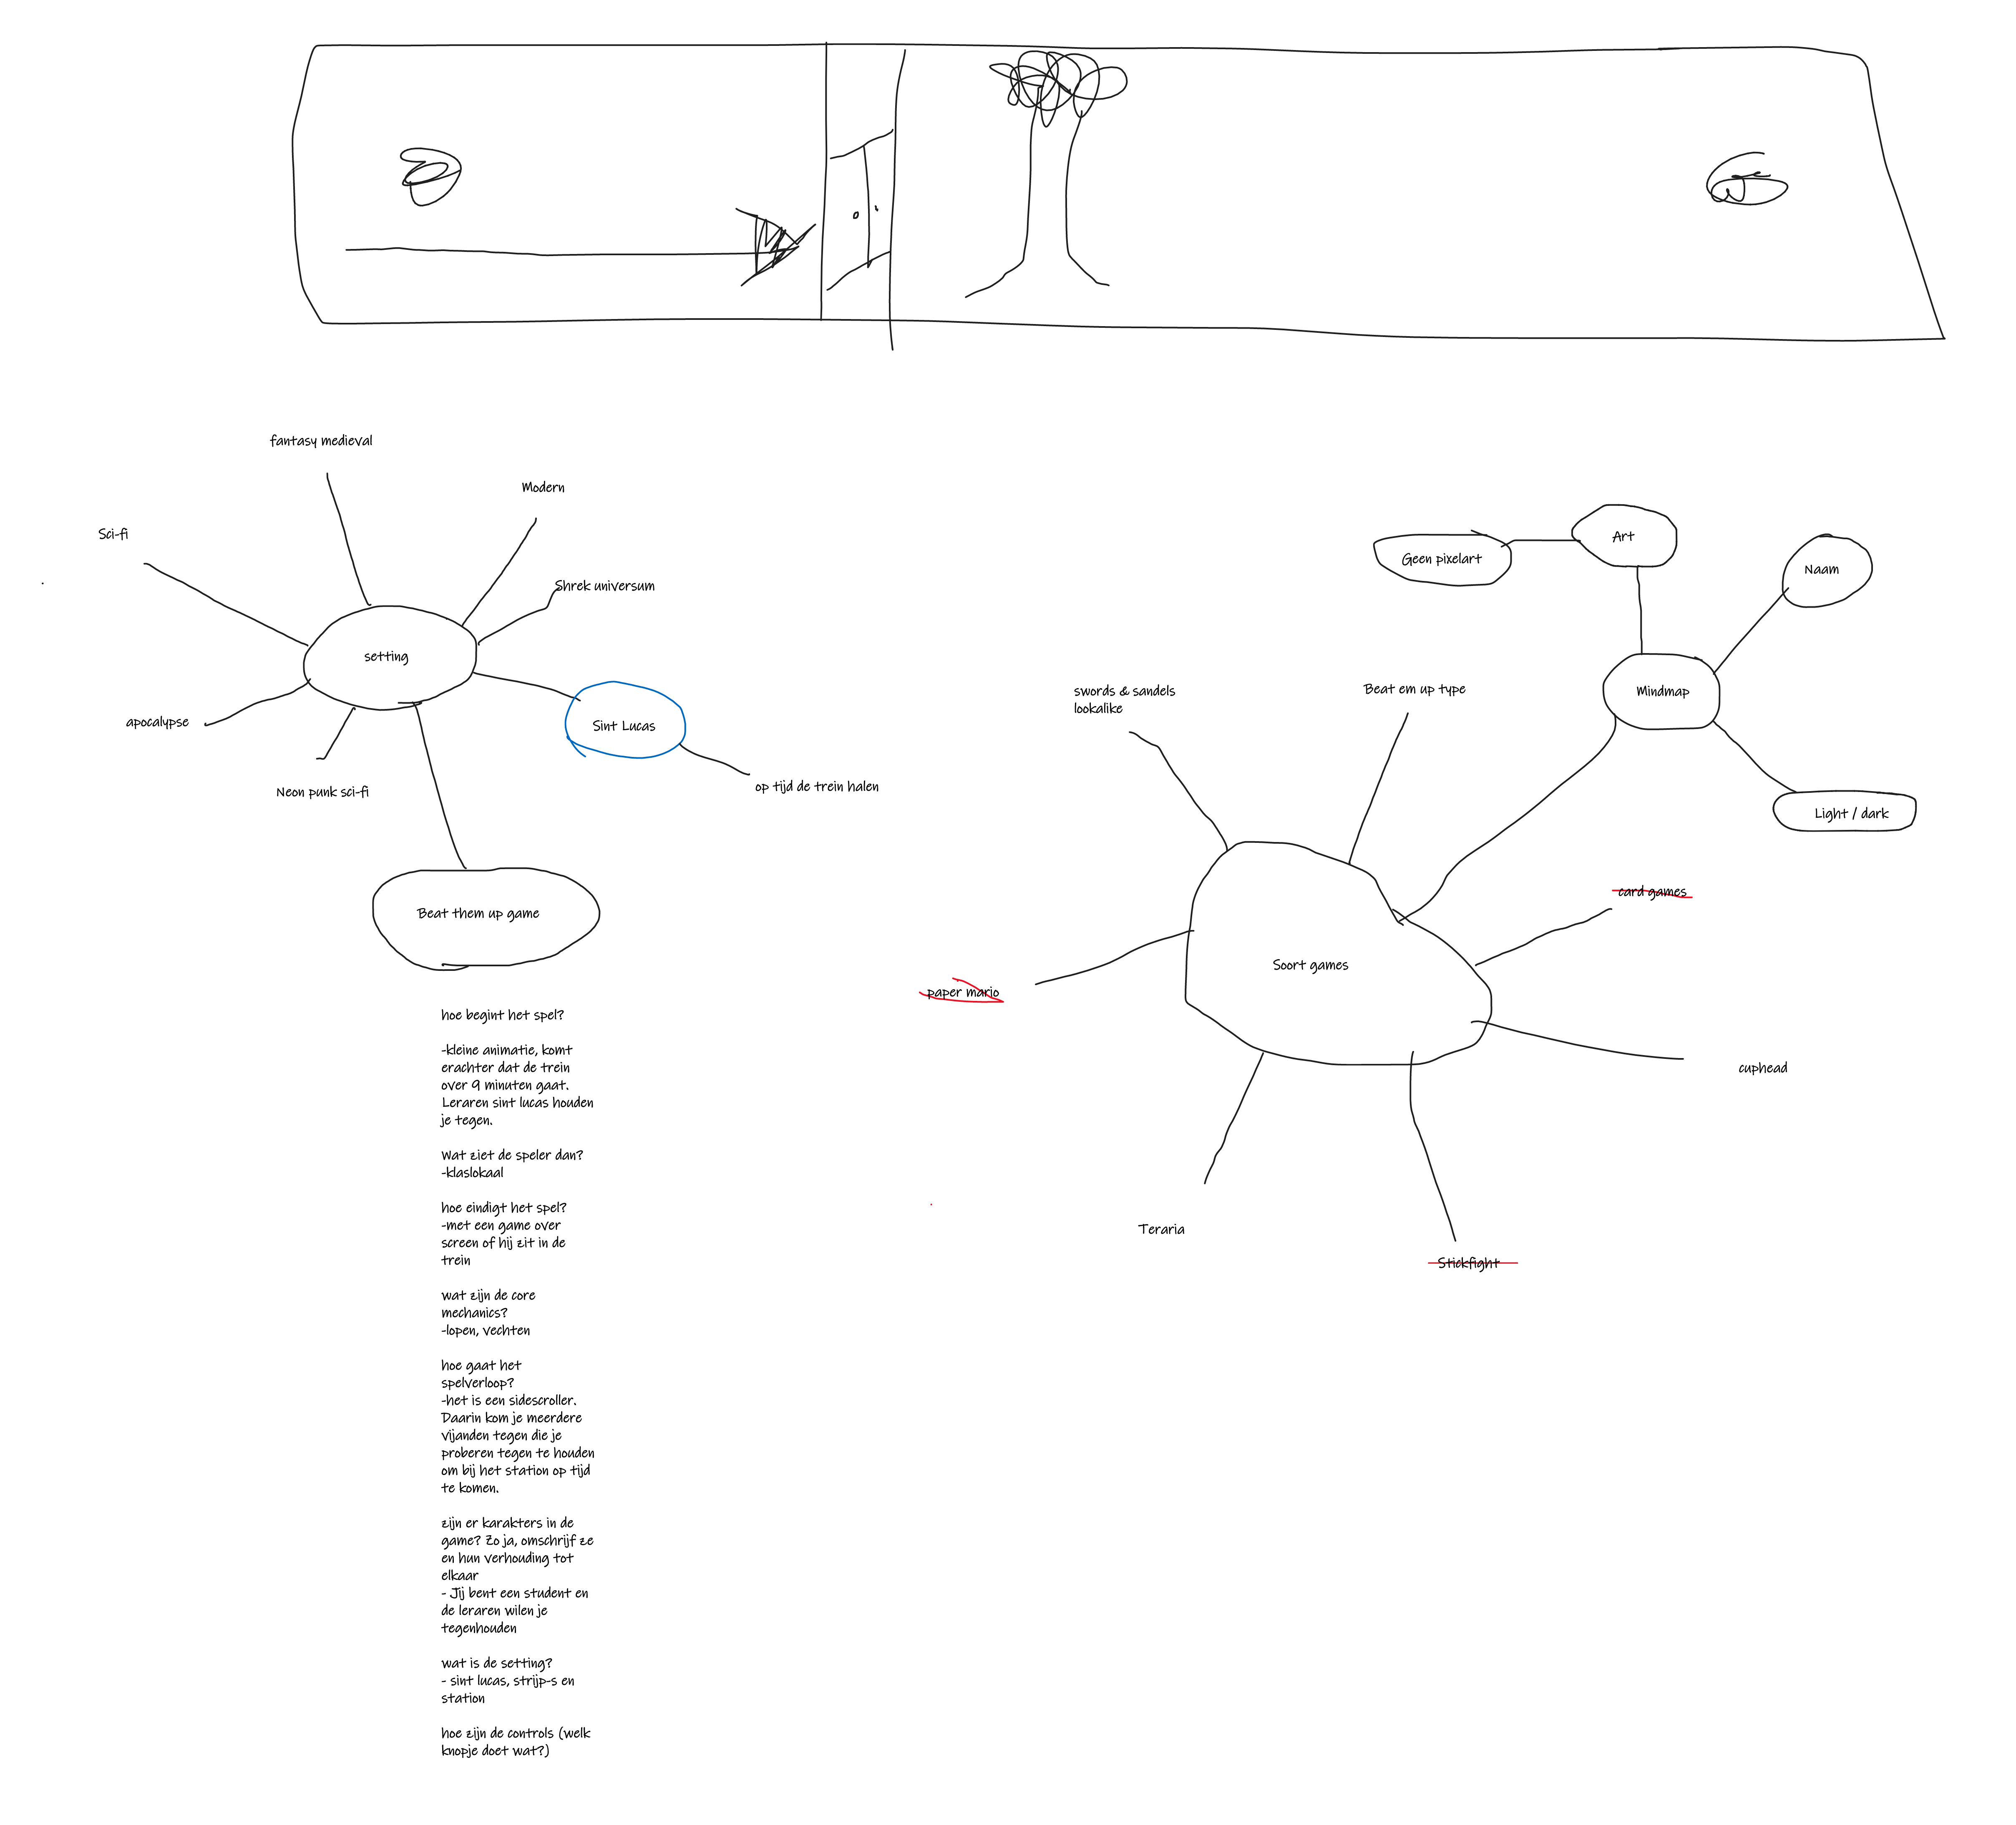 fantasy medieval
Modern
Sci-fi
Shrek universum
setting
Sint Lucas
apocalypse
op tijd de trein halen
Neon punk sci-fi
Beat them up game
hoe begint het spel?
-kleine animatie, komt
erachter dat de trein
over 9 minuten gaat.
Leraren sint lucas houden
je tegen.
Wat ziet de speler dan?
-klaslokaal
hoe eindigt het spel?
-met een game over
screen of hij zit in de
trein
wat zijn de core
mechanics?
-lopen, vechten
hoe gaat het
spelverloop?
-het is een sidescroller.
Daarin kom je meerdere
vijanden tegen die je
proberen tegen te houden
om bij het station op tijd
te komen.
zijn er karakters in de
game? Zo ja, omschrijf ze
en hun verhouding tot
elkaar
- Jij bent een student en
de leraren wilen je
tegenhouden
wat is de setting?
- sint lucas, strijp-s en
station
hoe zijn de controls (welk
knopje doet wat?)
Art
Geen pixelart
Naam
Mindmap
Light / dark
swords & sandels
lookalike
Beat em up type
card games
Soort games
paper mario
cuphead
Teraria
Stickfight